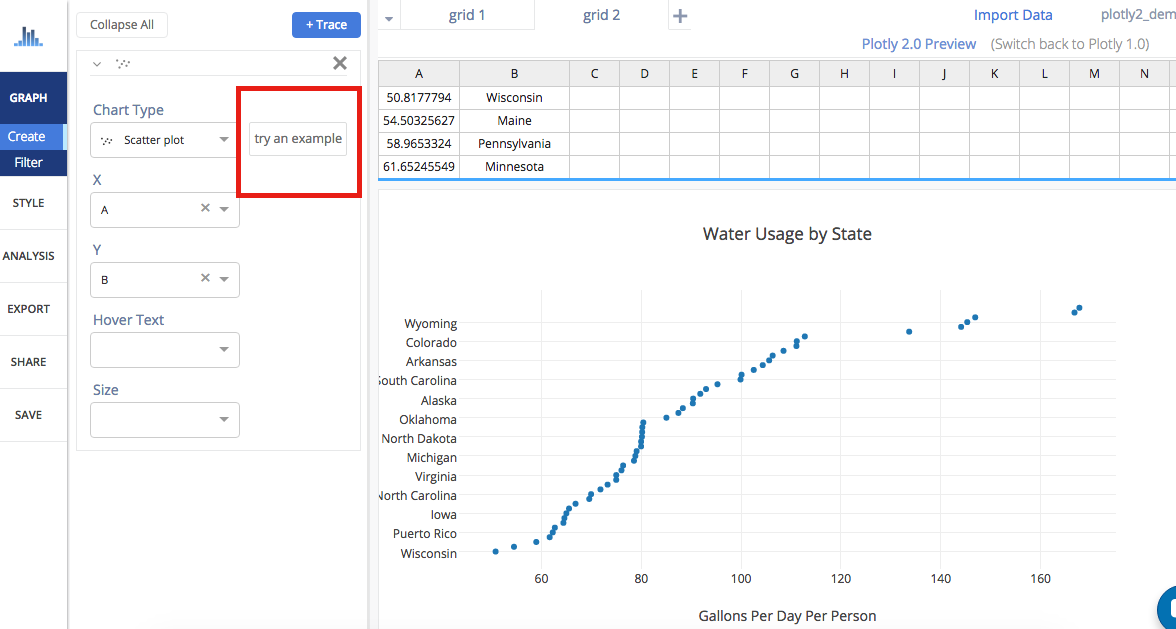 Collapse All
+ Trace
GRAPH
Create
Filter
STYLE
ANALYSIS
EXPORT
SHARE
SAVE
Chart Type
Scatter plot
try an example
X
A
Y
B
Hover Text
Size
grid 1
grid 2
Import Data
plotly2_dem
Plotly 2.0 Preview (Switch back to Plotly 1.0)
A B C D E F G H I J K L M N
50.8177794 Wisconsin
54.50325627 Maine
58.9653324 Pennsylvania
61.65245549 Minnesota
Water Usage by State
Wyoming
Colorado
Arkansas
South Carolina
Alaska
Oklahoma
North Dakota
Michigan
Virginia
North Carolina
Iowa
Puerto Rico
Wisconsin
60 80 100 120 140 160
Gallons Per Day Per Person